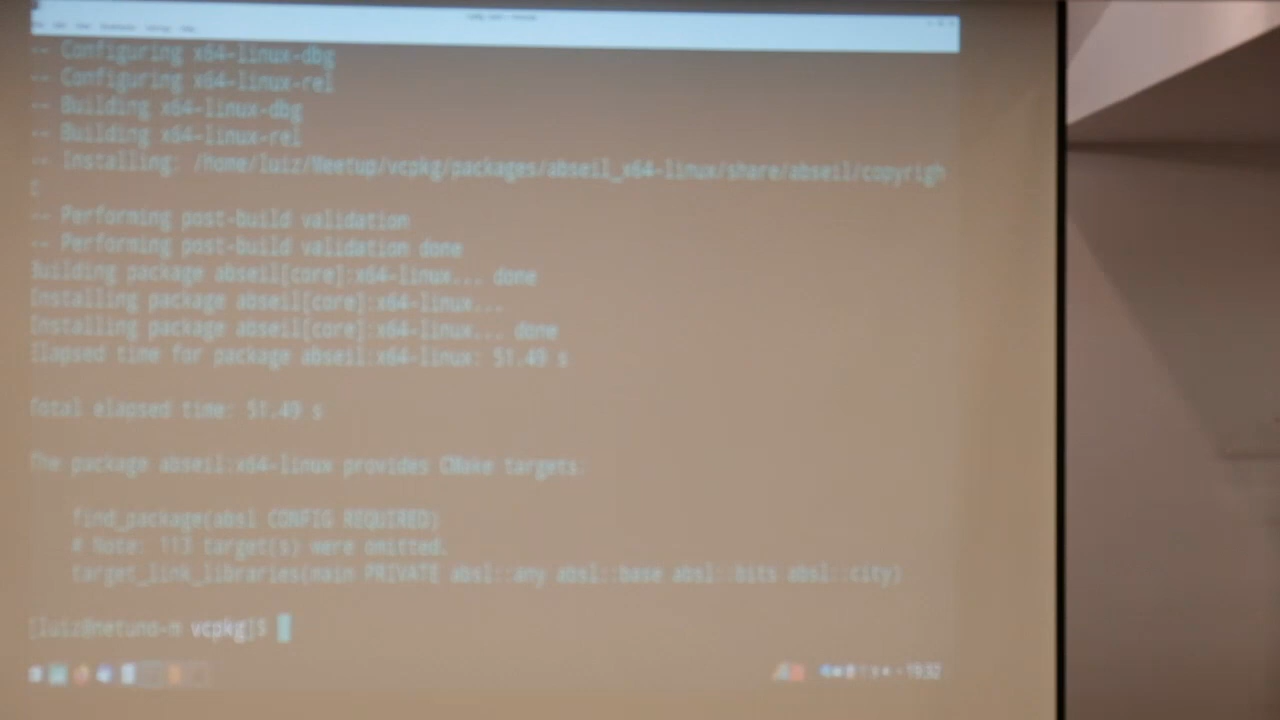 -- Configuring x64-linux-dbg
-- Configuring x64-linux-rel
-- Building x64-linux-dbg
-- Building x64-linux-rel
-- Installing: /home/luiz/Meetup/vcpkg/packages/abseil_x64-linux/share/abseil/copyrigh
t
-- Performing post-build validation
-- Performing post-build validation done
Building package abseil[core]:x64-linux... done
Installing package abseil[core]:x64-linux...
Installing package abseil[core]:x64-linux... done
Elapsed time for package abseil:x64-linux: 51.49 s
Total elapsed time: 51.49 s
The package abseil:x64-linux provides CMake targets:
find_package(absl CONFIG REQUIRED)
# Note: 113 target(s) were omitted.
target_link_libraries(main PRIVATE absl::any absl::base absl::bits absl::city)
[luiz@netuno-m vcpkg]$
19:32